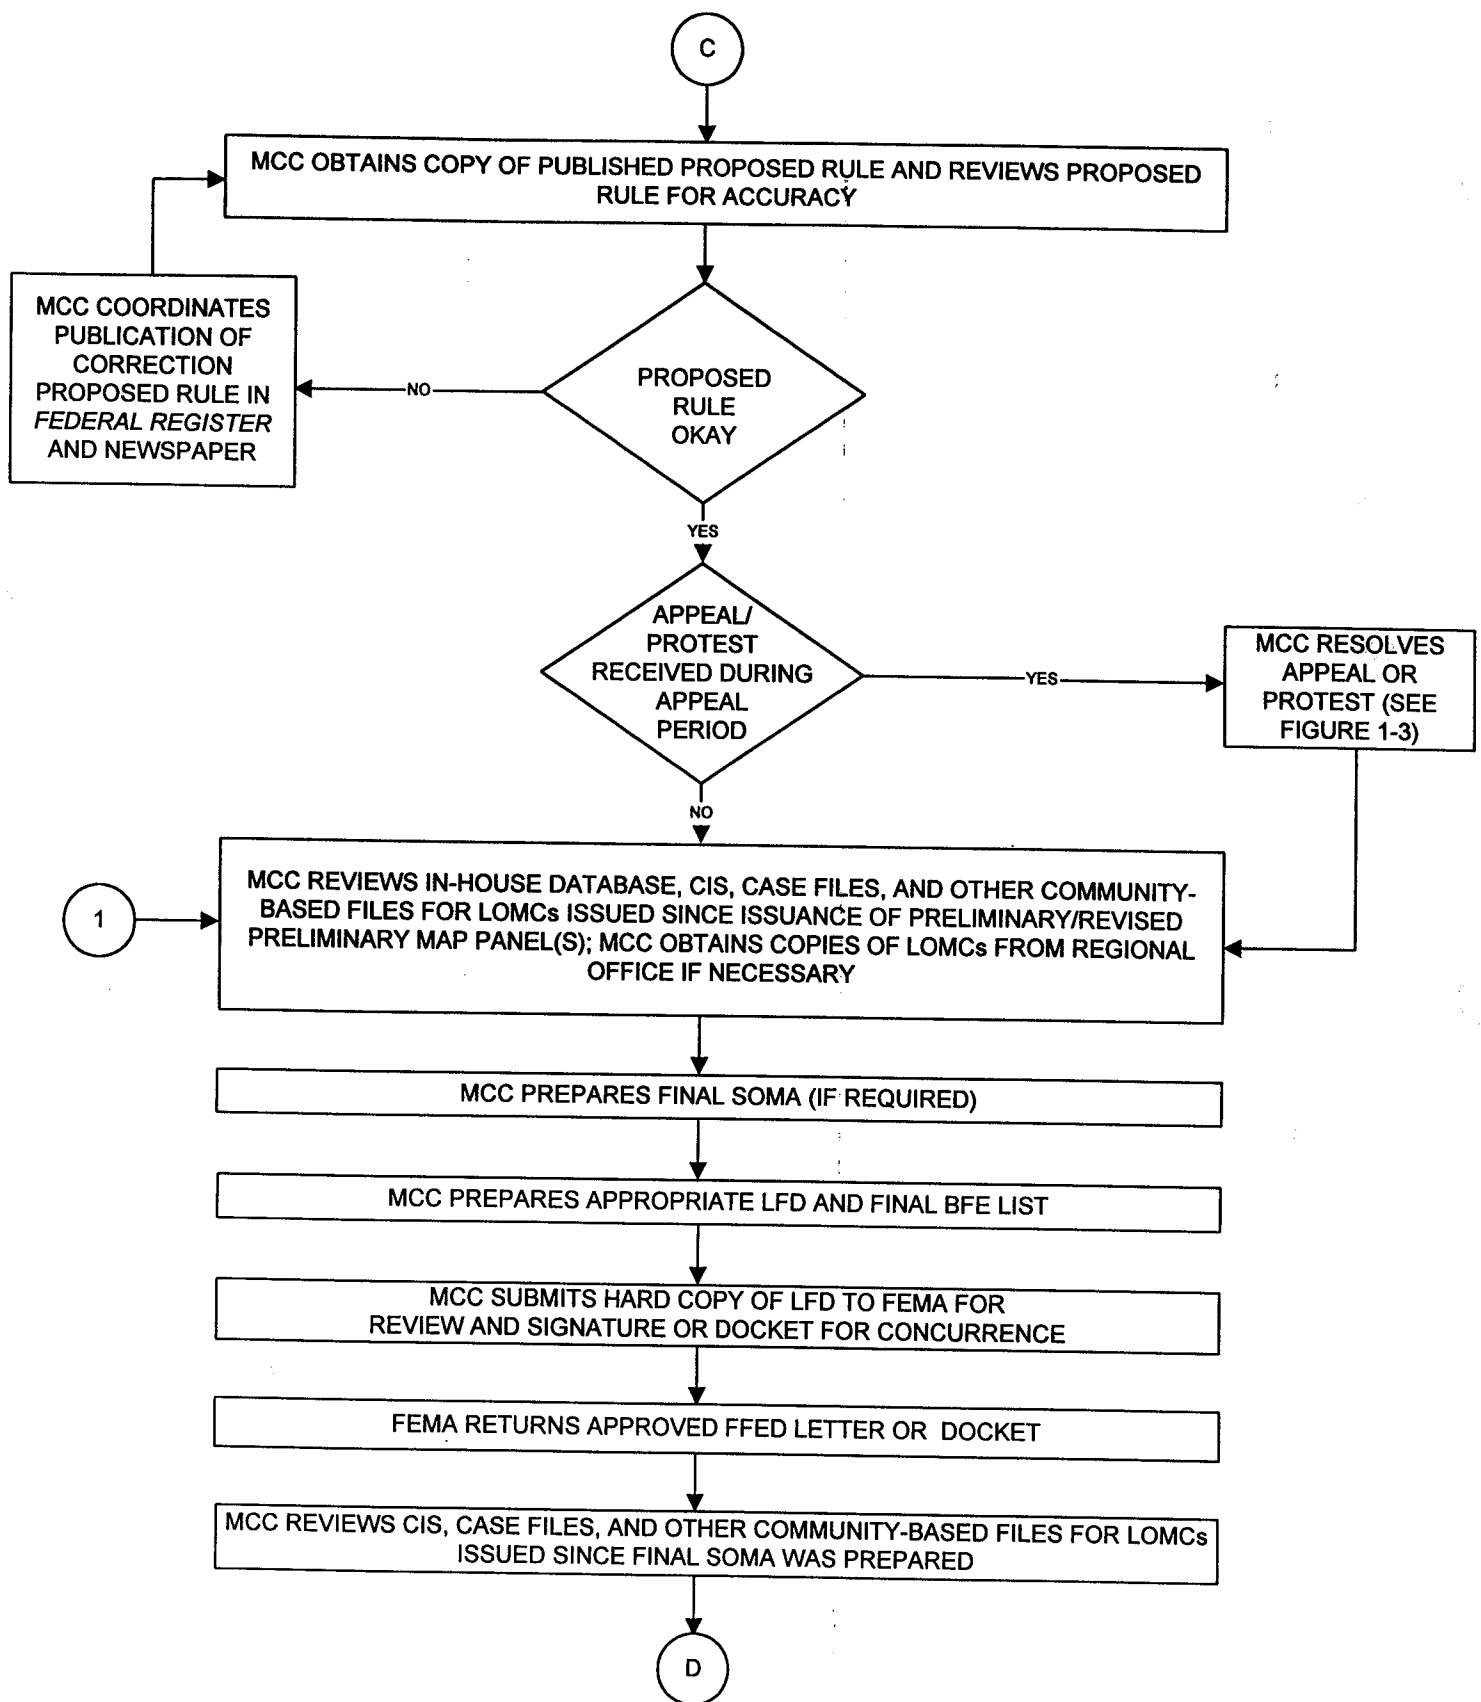 C
MCC OBTAINS COPY OF PUBLISHED PROPOSED RULE AND REVIEWS PROPOSED
RULE FOR ACCURACY
MCC COORDINATES
PUBLICATION OF
CORRECTION
PROPOSED RULE IN
FEDERAL REGISTER
AND NEWSPAPER
NO
PROPOSED
RULE
OKAY
YES
APPEAL/
PROTEST
RECEIVED DURING
APPEAL
PERIOD
YES
MCC RESOLVES
APPEAL OR
PROTEST (SEE
FIGURE 1-3)
NO
1
MCC REVIEWS IN-HOUSE DATABASE, CIS, CASE FILES, AND OTHER COMMUNITY-
BASED FILES FOR LOMCs ISSUED SINCE ISSUANCE OF PRELIMINARY/REVISED
PRELIMINARY MAP PANEL(S); MCC OBTAINS COPIES OF LOMCs FROM REGIONAL
OFFICE IF NECESSARY
MCC PREPARES FINAL SOMA (IF REQUIRED)
MCC PREPARES APPROPRIATE LFD AND FINAL BFE LIST
MCC SUBMITS HARD COPY OF LFD TO FEMA FOR
REVIEW AND SIGNATURE OR DOCKET FOR CONCURRENCE
FEMA RETURNS APPROVED FFED LETTER OR DOCKET
MCC REVIEWS CIS, CASE FILES, AND OTHER COMMUNITY-BASED FILES FOR LOMCs
ISSUED SINCE FINAL SOMA WAS PREPARED
D